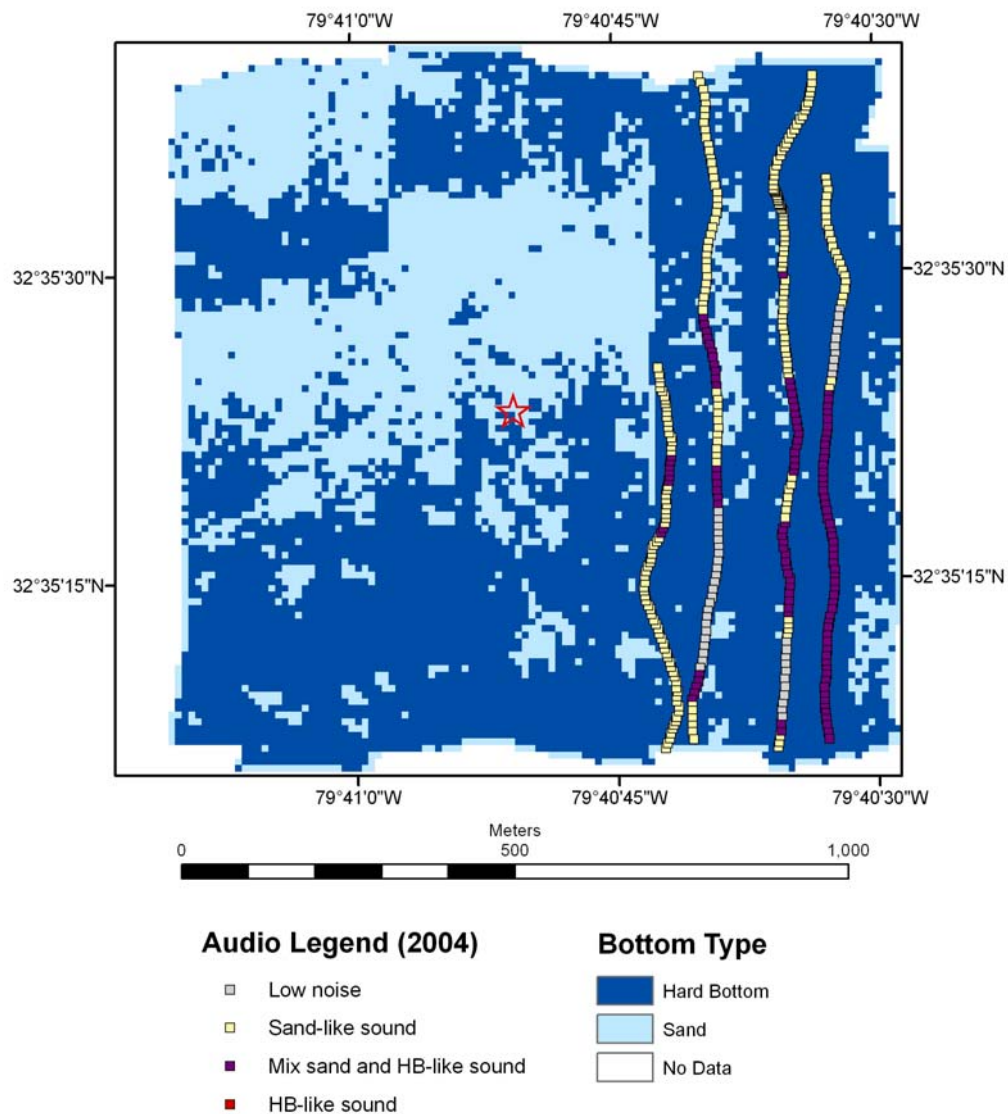 79°41'0"W 79°40'45"W 79°40'30"W
32°35'30"N 32°35'30"N
32°35'15"N 32°35'15"N
79°41'0"W 79°40'45"W 79°40'30"W
Meters
0 500 1,000
Audio Legend (2004)
Low noise
Sand-like sound
Mix sand and HB-like sound
HB-like sound
Bottom Type
Hard Bottom
Sand
No Data